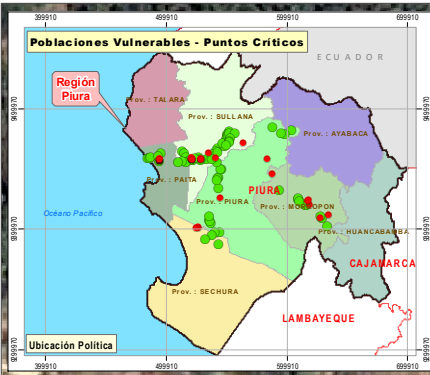 399910 499910 599910 699910
Poblaciones Vulnerables - Puntos Críticos
ECUADOR
Región
Piura
Prov. : TALARA
Prov. : SULLANA
Prov. : AYABACA
Prov. : PAITA
PIURA
Prov. : PIURA
Prov. : MORROPON
Océano Pacífico
Prov. : HUANCABAMBA
CAJAMARCA
Prov. : SECHURA
LAMBAYEQUE
Ubicación Política
399910 499910 599910 699910